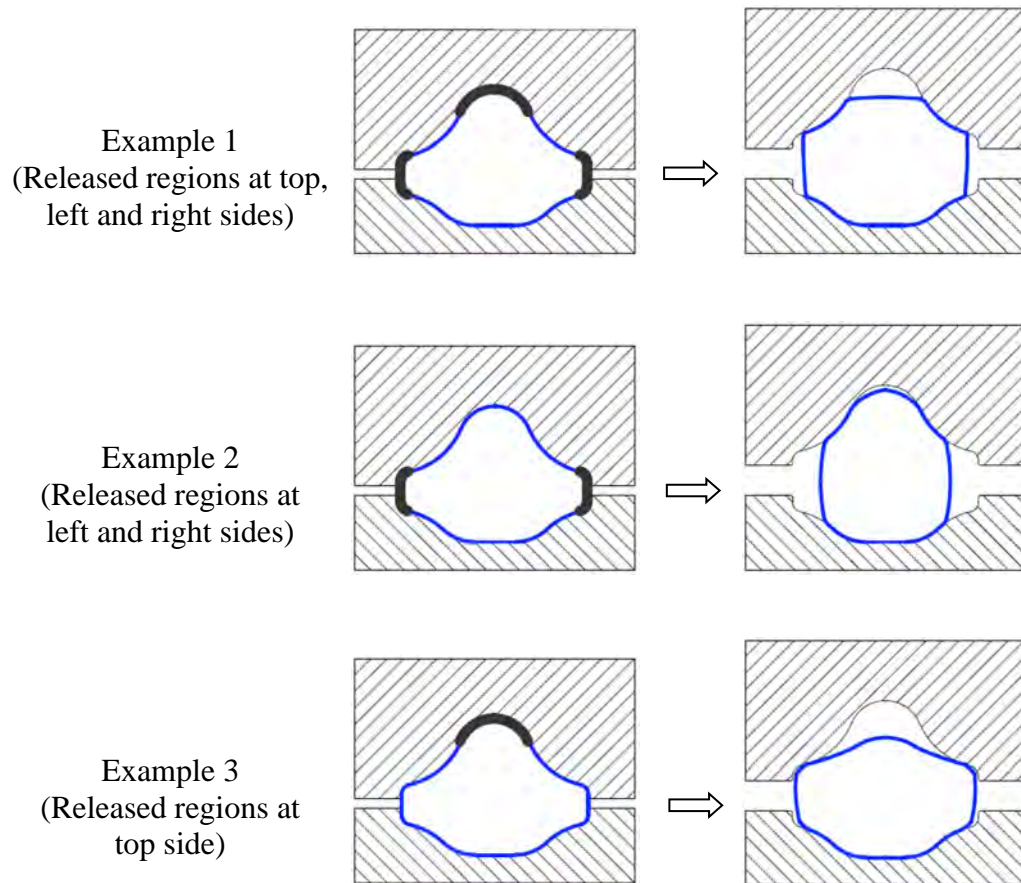 Example 1
(Released regions at top,
left and right sides)
Example 2
(Released regions at
left and right sides)
Example 3
(Released regions at
top side)